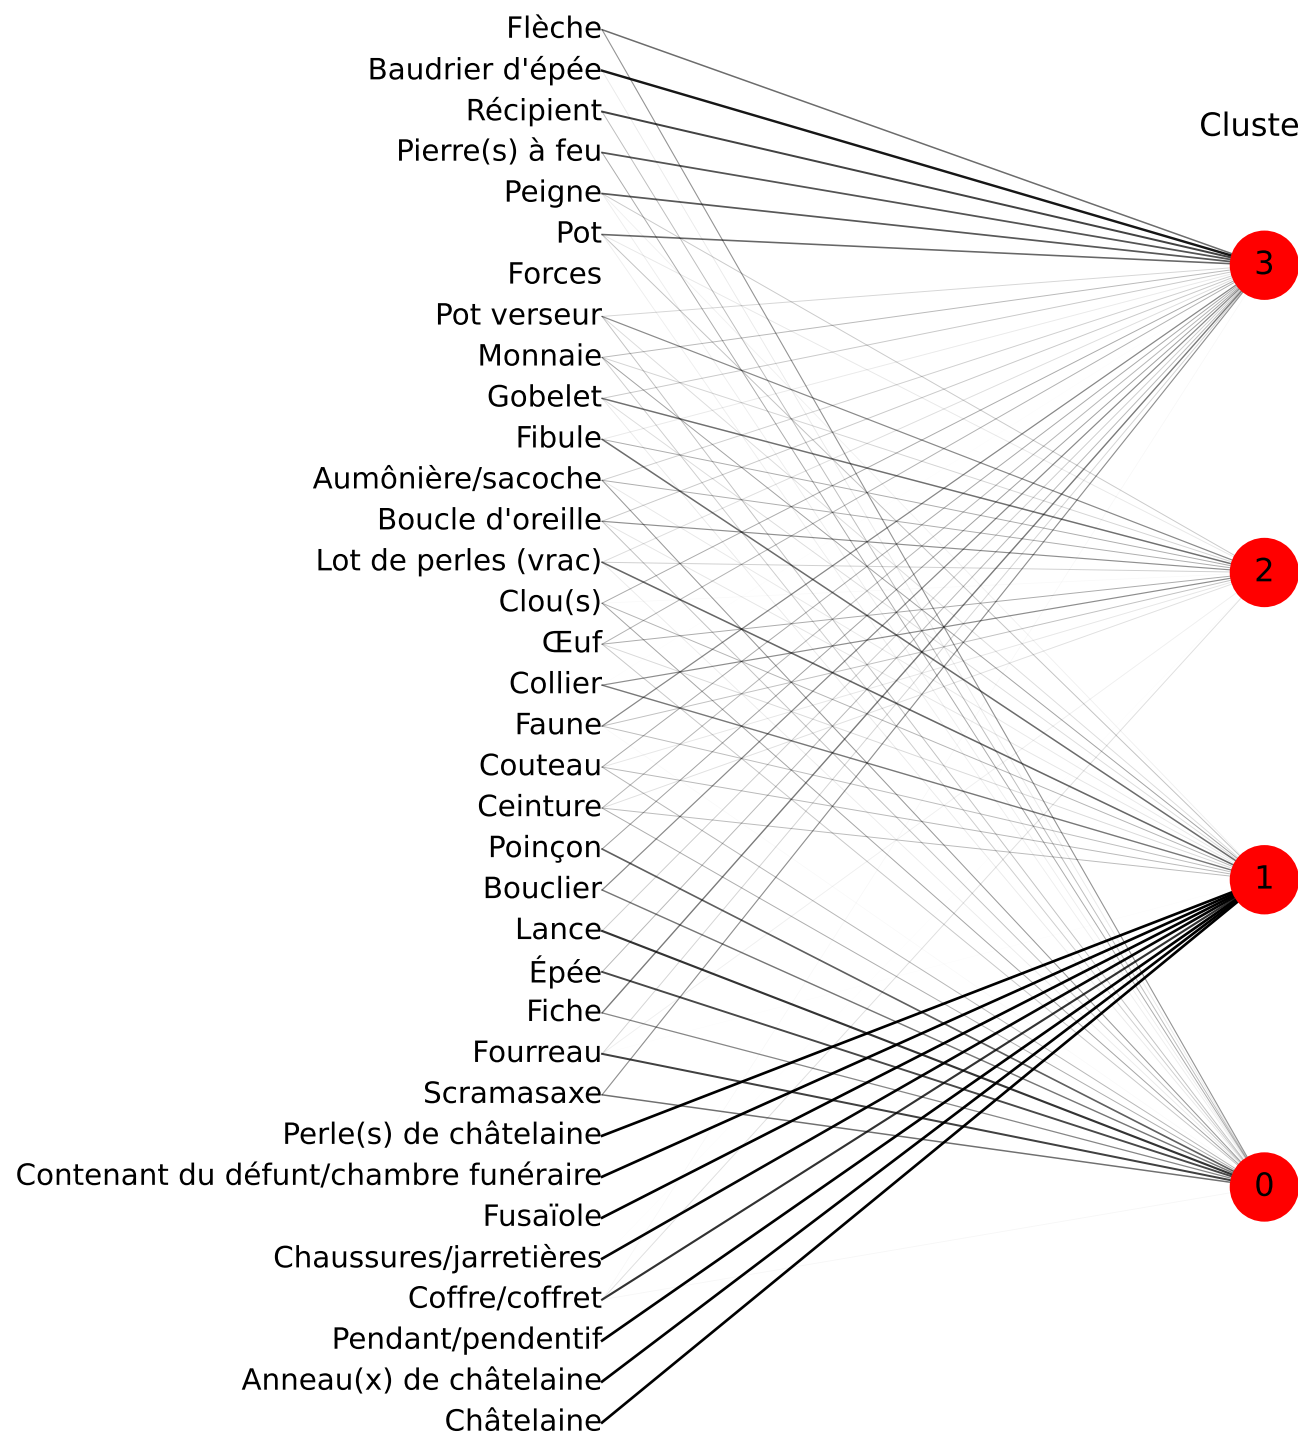 Flèche
Baudrier d'épée
Récipient
Cluste
Pierre(s) à feu
Peigne
Pot
3
Forces
Pot verseur
Monnaie
Gobelet
Fibule
Aumônière/sacoche
Boucle d'oreille
Lot de perles (vrac)
2
Clou(s)
Œuf
Collier
Faune
Couteau
Ceinture
Poinçon
1
Bouclier
Lance
Épée
Fiche
Fourreau
Scramasaxe
Perle(s) de châtelaine
Contenant du défunt/chambre funéraire
0
Fusaïole
Chaussures/jarretières
Coffre/coffret
Pendant/pendentif
Anneau(x) de châtelaine
Châtelaine